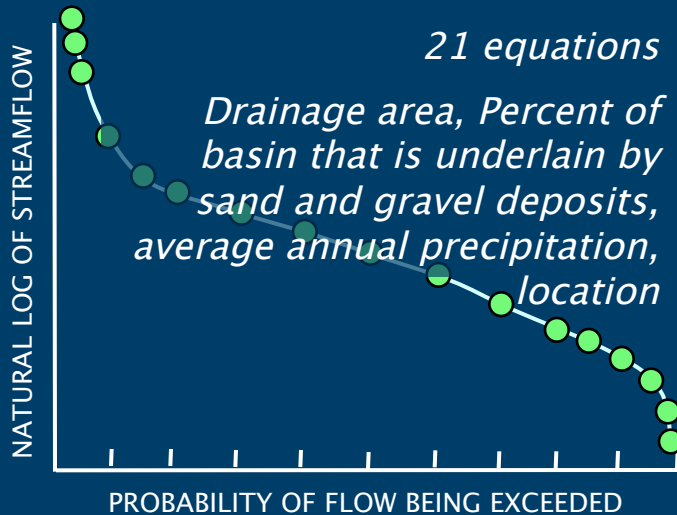 21 equations
Drainage area, Percent of
basin that is underlain by
sand and gravel deposits,
average annual precipitation,
location
NATURAL LOG OF STREAMFLOW
PROBABILITY OF FLOW BEING EXCEEDED